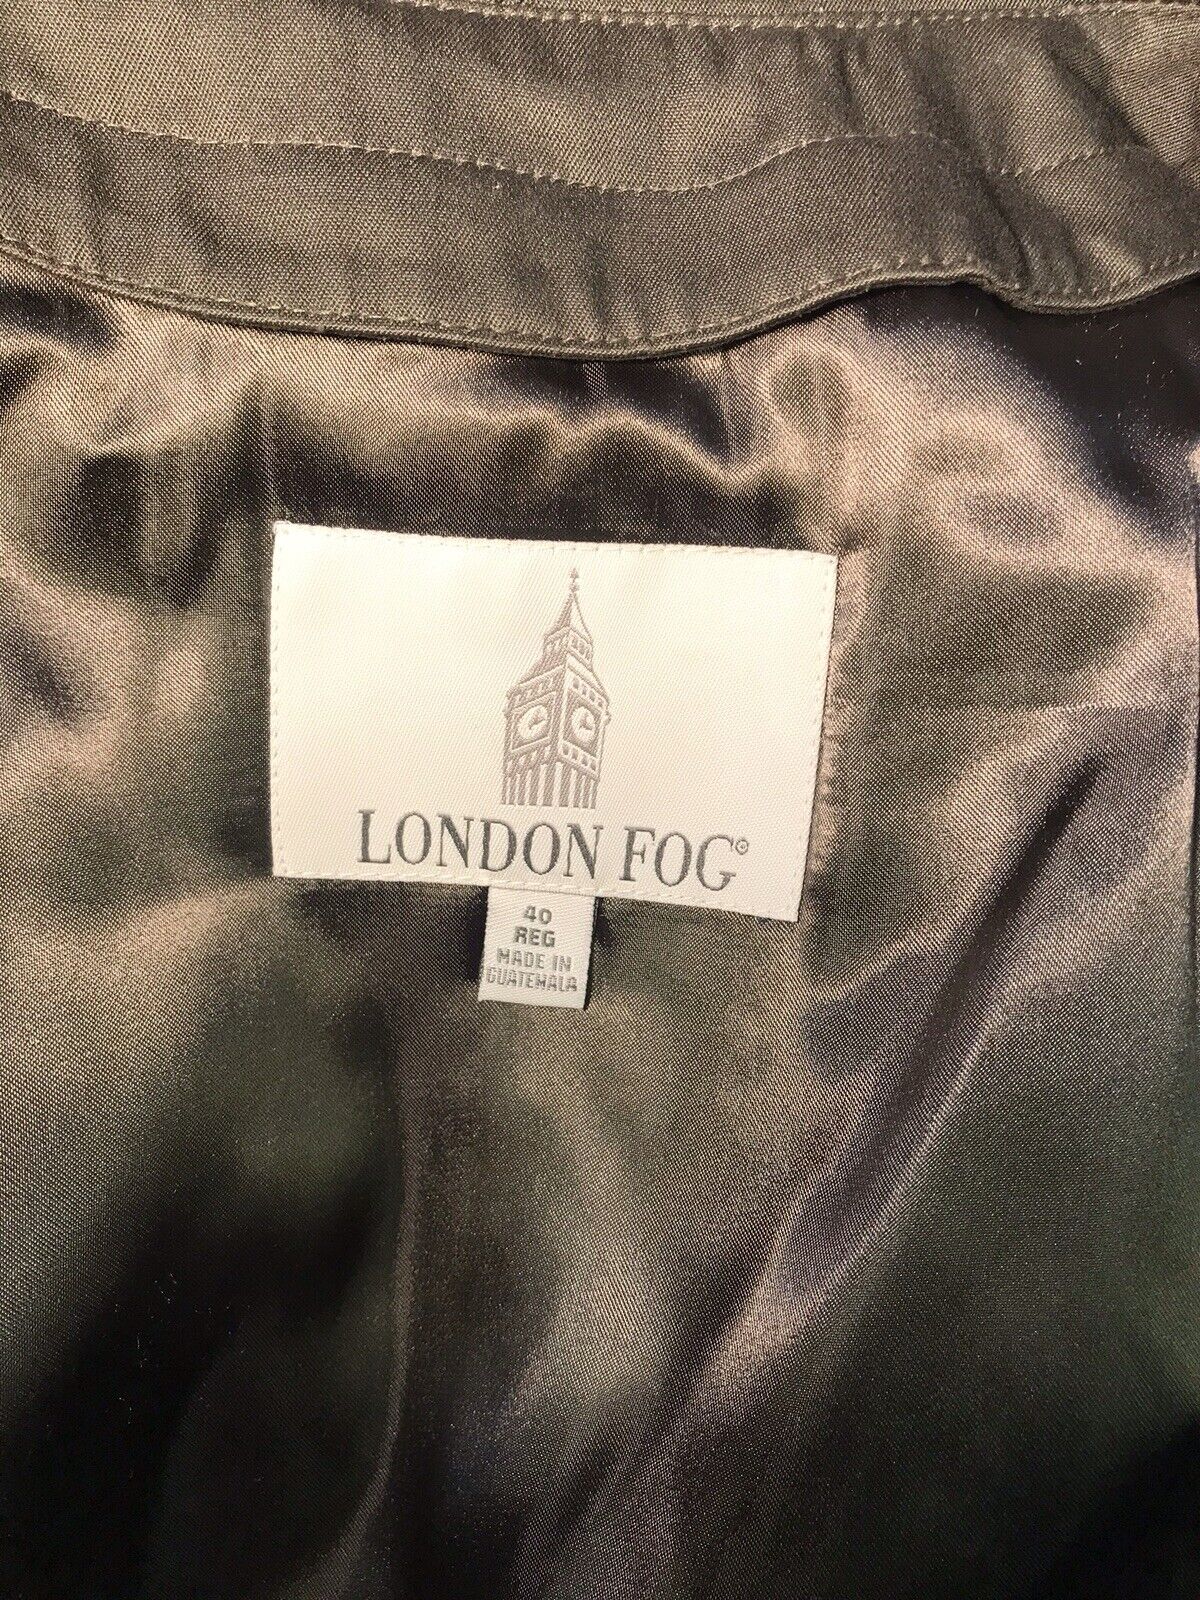 LONDON FOG®
40
REG
MADE IN
GUATEMALA